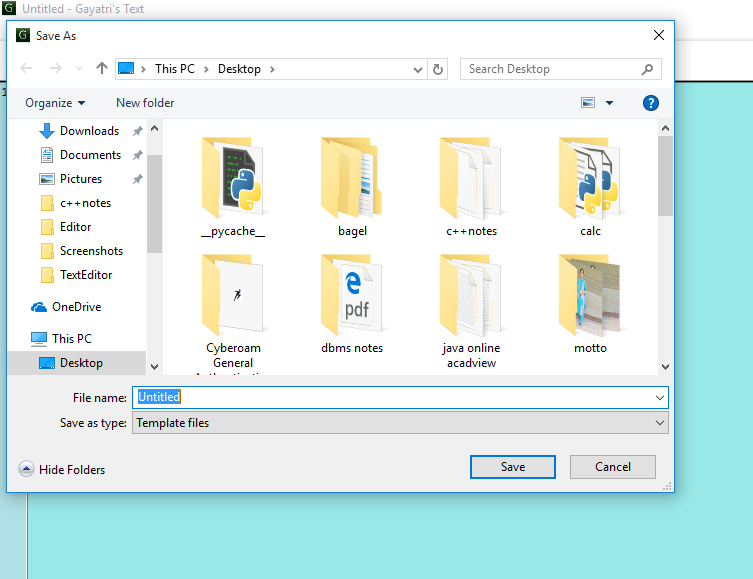 Untitled - Gayatri's Text
G Save As
This PC > Desktop >
Search Desktop
Organize
New folder
?
1
Downloads
Documents
Pictures
c++notes
Editor
Screenshots
TextEditor
OneDrive
This PC
Desktop
__pycache__
bagel
c++notes
calc
Cyberoam
General
dbms notes
pdf
java online
acadview
motto
File name:
Untitled
Save as type:
Template files
Hide Folders
Save
Cancel